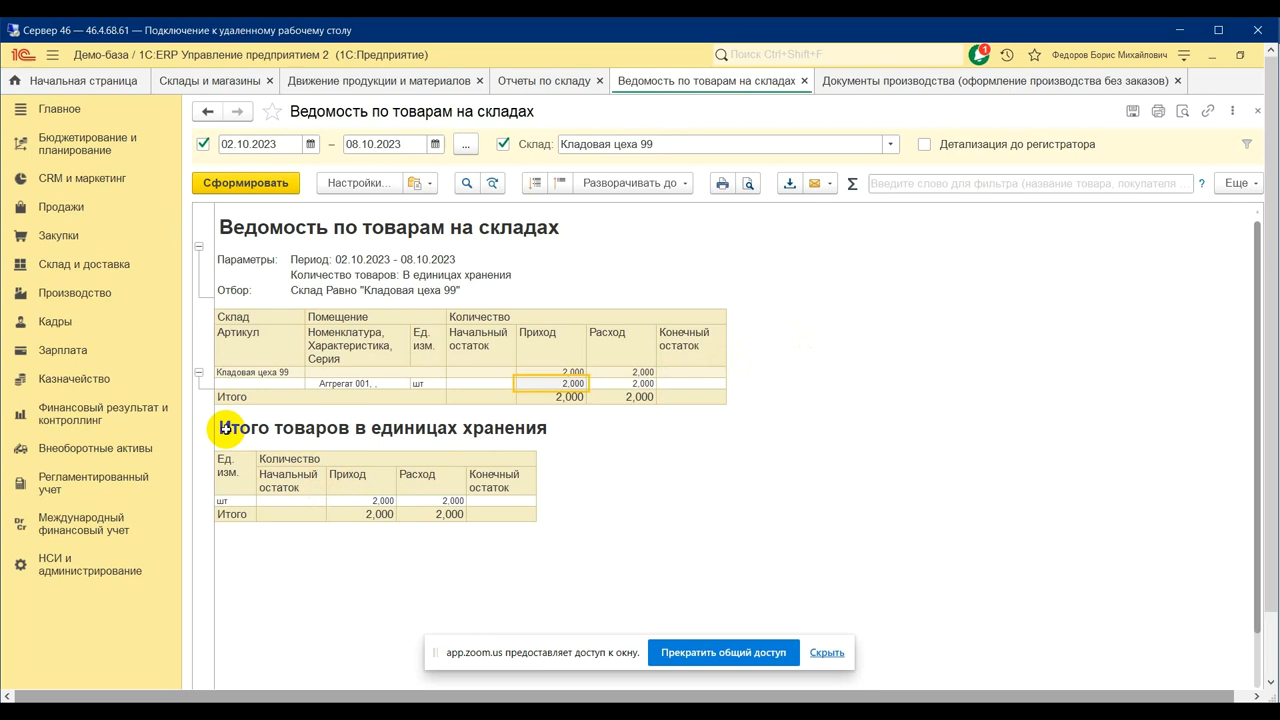 Сервер 46 — 46.4.68.61 — Подключение к удаленному рабочему столу
Демо-база / 1С:ERP Управление предприятием 2 (1С:Предприятие)
Поиск Ctrl+Shift+F
1
Федоров Борис Михайлович
Начальная страница
Склады и магазины
Движение продукции и материалов
Отчеты по складу
Ведомость по товарам на складах
Документы производства (оформление производства без заказов)
Главное
Бюджетирование и
планирование
CRM и маркетинг
Продажи
Закупки
Склад и доставка
Производство
Кадры
Зарплата
Казначейство
Финансовый результат и
контроллинг
Внеоборотные активы
Регламентированный
учет
Международный
финансовый учет
НСИ и
администрирование
Ведомость по товарам на складах
02.10.2023 – 08.10.2023 ... Склад: Кладовая цеха 99 Детализация до регистратора
Сформировать Настройки... Разворачивать до Σ Введите слово для фильтра (название товара, покупателя ... ? Еще
Ведомость по товарам на складах
Параметры: Период: 02.10.2023 - 08.10.2023
Количество товаров: В единицах хранения
Отбор: Склад Равно "Кладовая цеха 99"
Склад Помещение Количество
Артикул Номенклатура, Ед. Начальный Приход Расход Конечный
Характеристика, изм. остаток остаток
Серия
Кладовая цеха 99 2,000 2,000
Аггрегат 001, , шт 2,000 2,000
Итого 2,000 2,000
Итого товаров в единицах хранения
Ед. Количество
изм. Начальный Приход Расход Конечный
остаток остаток
шт 2,000 2,000
Итого 2,000 2,000
app.zoom.us предоставляет доступ к окну. Прекратить общий доступ Скрыть